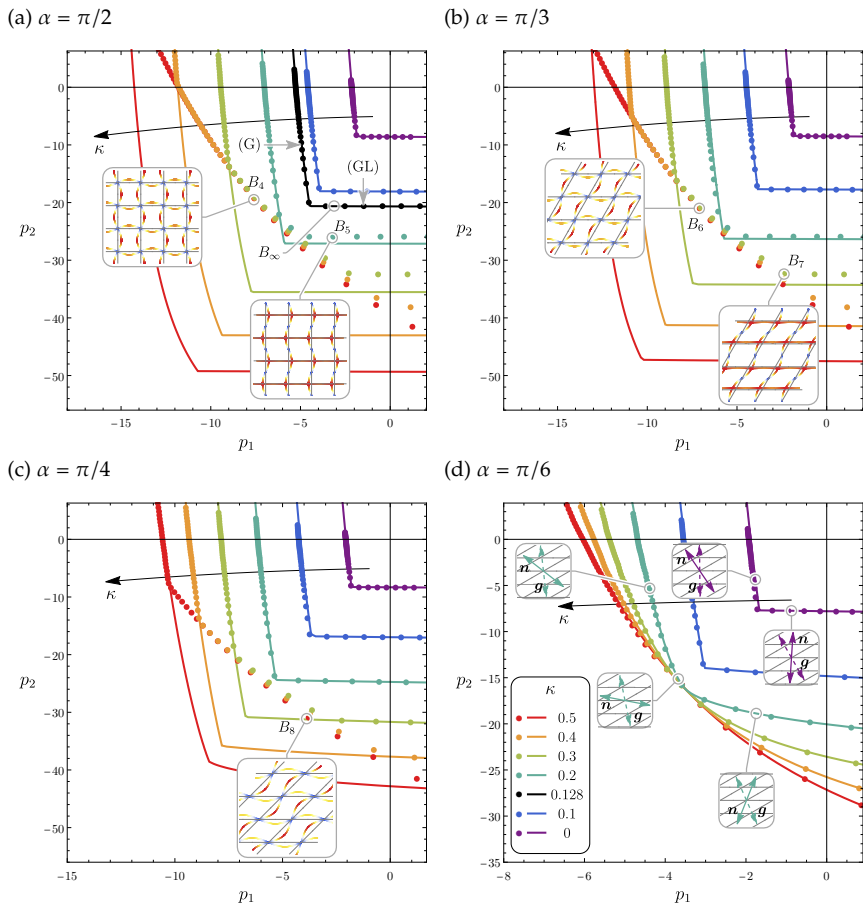 (a) α = π/2
(b) α = π/3
0
−10
−20
−30
−40
−50
p2
−15
−10
−5
0
p1
κ
(G)
(GL)
B4
B5
B∞
0
−10
−20
−30
−40
−50
p2
−15
−10
−5
0
p1
κ
B6
B7
(c) α = π/4
(d) α = π/6
0
−10
−20
−30
−40
−50
p2
−15
−10
−5
0
p1
κ
B8
0
−5
−10
−15
−20
−25
−30
−35
p2
−8
−6
−4
−2
0
p1
κ
n
g
n
g
n
g
n
g
n
g
κ
0.5
0.4
0.3
0.2
0.128
0.1
0